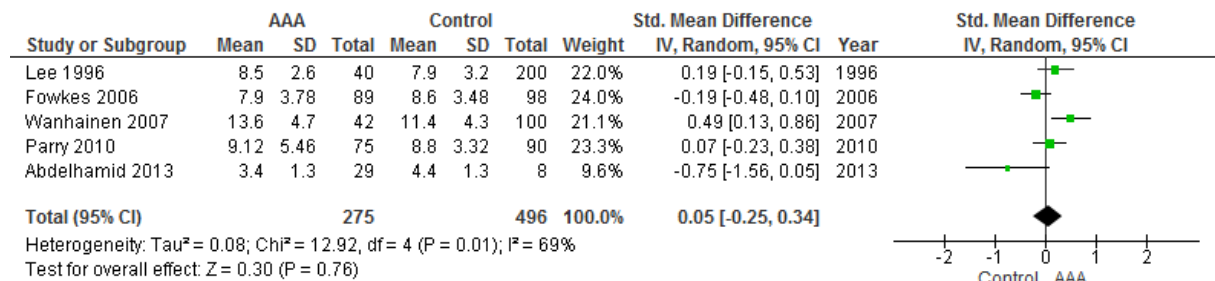 AAA Control Std. Mean Difference Std. Mean Difference
Study or Subgroup Mean SD Total Mean SD Total Weight IV, Random, 95% CI Year IV, Random, 95% CI
Lee 1996 8.5 2.6 40 7.9 3.2 200 22.0% 0.19 [-0.15, 0.53] 1996
Fowkes 2006 7.9 3.78 89 8.6 3.48 98 24.0% -0.19 [-0.48, 0.10] 2006
Wanhainen 2007 13.6 4.7 42 11.4 4.3 100 21.1% 0.49 [0.13, 0.86] 2007
Parry 2010 9.12 5.46 75 8.8 3.32 90 23.3% 0.07 [-0.23, 0.38] 2010
Abdelhamid 2013 3.4 1.3 29 4.4 1.3 8 9.6% -0.75 [-1.56, 0.05] 2013
Total (95% CI) 275 496 100.0% 0.05 [-0.25, 0.34]
Heterogeneity: Tau² = 0.08; Chi² = 12.92, df = 4 (P = 0.01); I² = 69%
Test for overall effect: Z = 0.30 (P = 0.76)
-2 -1 0 1 2
Control AAA